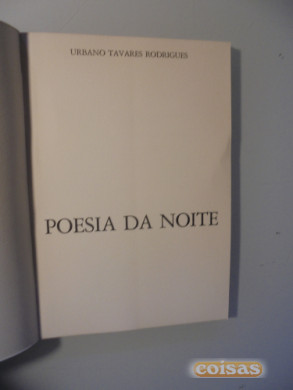 URBANO TAVARES RODRIGUES
POESIA DA NOITE
coisas